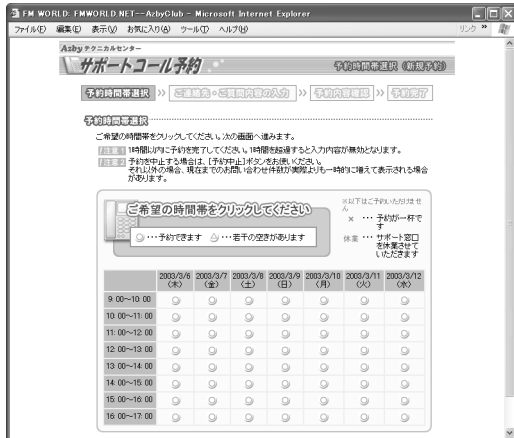 FM WORLD: FMWORLD.NET--AzbyClub - Microsoft Internet Explorer
ファイル(F) 編集(E) 表示(V) お気に入り(A) ツール(T) ヘルプ(H) リンク »
Azby テクニカルセンター
サポートコール予約
予約時間帯選択(新規予約)
予約時間帯選択 » ご連絡先・ご質問内容の入力 » 予約内容確認 » 予約完了
予約時間帯選択
ご希望の時間帯をクリックしてください。次の画面へ進みます。
!注意1 1時間以内に予約を完了してください。1時間を超過すると入力内容が無効となります。
!注意2 予約を中止する場合は、[予約中止]ボタンをお使いください。
それ以外の場合、現在までのお問い合わせ件数が実際よりも一時的に増えて表示される場合
があります。
ご希望の時間帯をクリックしてください
○ ・・・予約できます △ ・・・若干の空きがあります
※以下はご予約いただけませ
ん
× ・・・ 予約が一杯で
す
休業 ・・・ サポート窓口
を休業させて
いただきます
2003/3/6 (木) 2003/3/7 (金) 2003/3/8 (土) 2003/3/9 (日) 2003/3/10 (月) 2003/3/11 (火) 2003/3/12 (水)
9:00～10:00 ○ ○ ○ ○ ○ ○ ○
10:00～11:00 ○ ○ ○ ○ ○ ○ ○
11:00～12:00 ○ ○ ○ ○ ○ ○ ○
12:00～13:00 ○ ○ ○ ○ ○ ○ ○
13:00～14:00 ○ ○ ○ ○ ○ ○ ○
14:00～15:00 ○ ○ ○ ○ ○ ○ ○
15:00～16:00 ○ ○ ○ ○ ○ ○ ○
16:00～17:00 ○ ○ ○ ○ ○ ○ ○